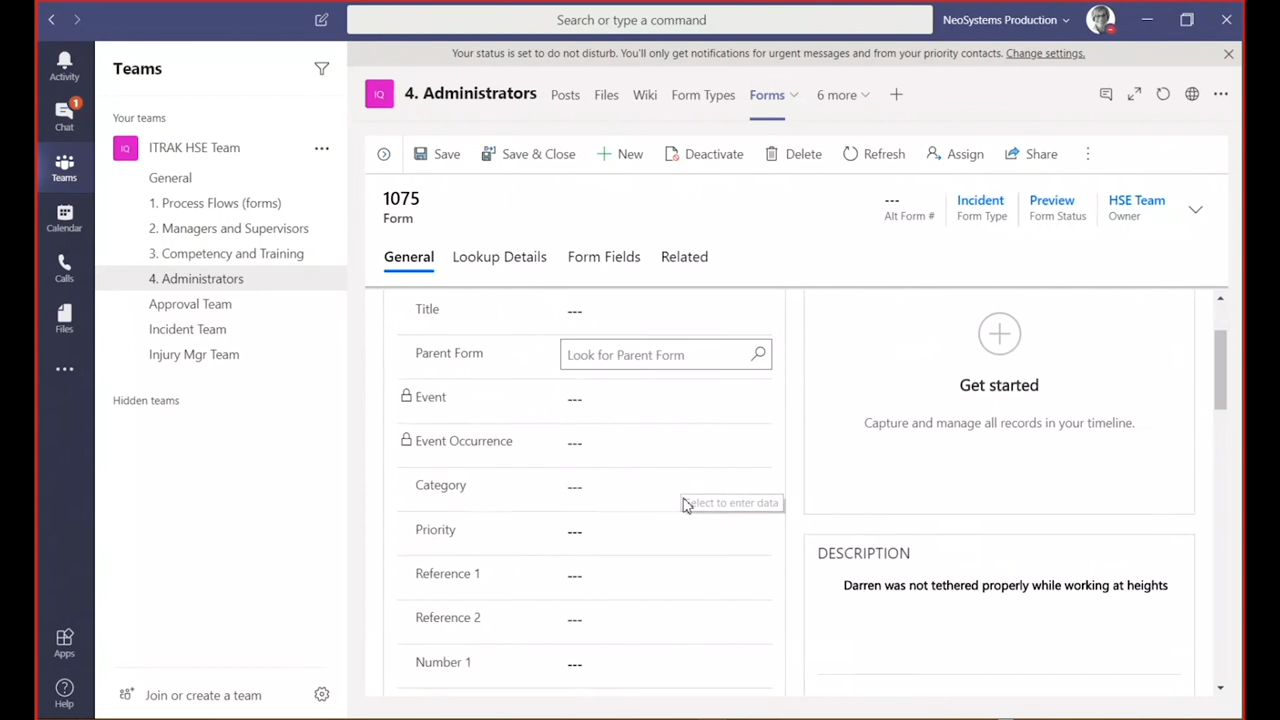 Search or type a command
NeoSystems Production
Your status is set to do not disturb. You'll only get notifications for urgent messages and from your priority contacts. Change settings.
Activity
1
Chat
Teams
Calendar
Calls
Files
Apps
Help
Teams
Your teams
IQ ITRAK HSE Team
General
1. Process Flows (forms)
2. Managers and Supervisors
3. Competency and Training
4. Administrators
Approval Team
Incident Team
Injury Mgr Team
Hidden teams
Join or create a team
IQ 4. Administrators Posts Files Wiki Form Types Forms 6 more
Save Save & Close New Deactivate Delete Refresh Assign Share
1075
Form
---
Alt Form #
Incident
Form Type
Preview
Form Status
HSE Team
Owner
General Lookup Details Form Fields Related
Title ---
Parent Form Look for Parent Form
Event ---
Event Occurrence ---
Category ---
Select to enter data
Priority ---
Reference 1 ---
Reference 2 ---
Number 1 ---
Get started
Capture and manage all records in your timeline.
DESCRIPTION
Darren was not tethered properly while working at heights